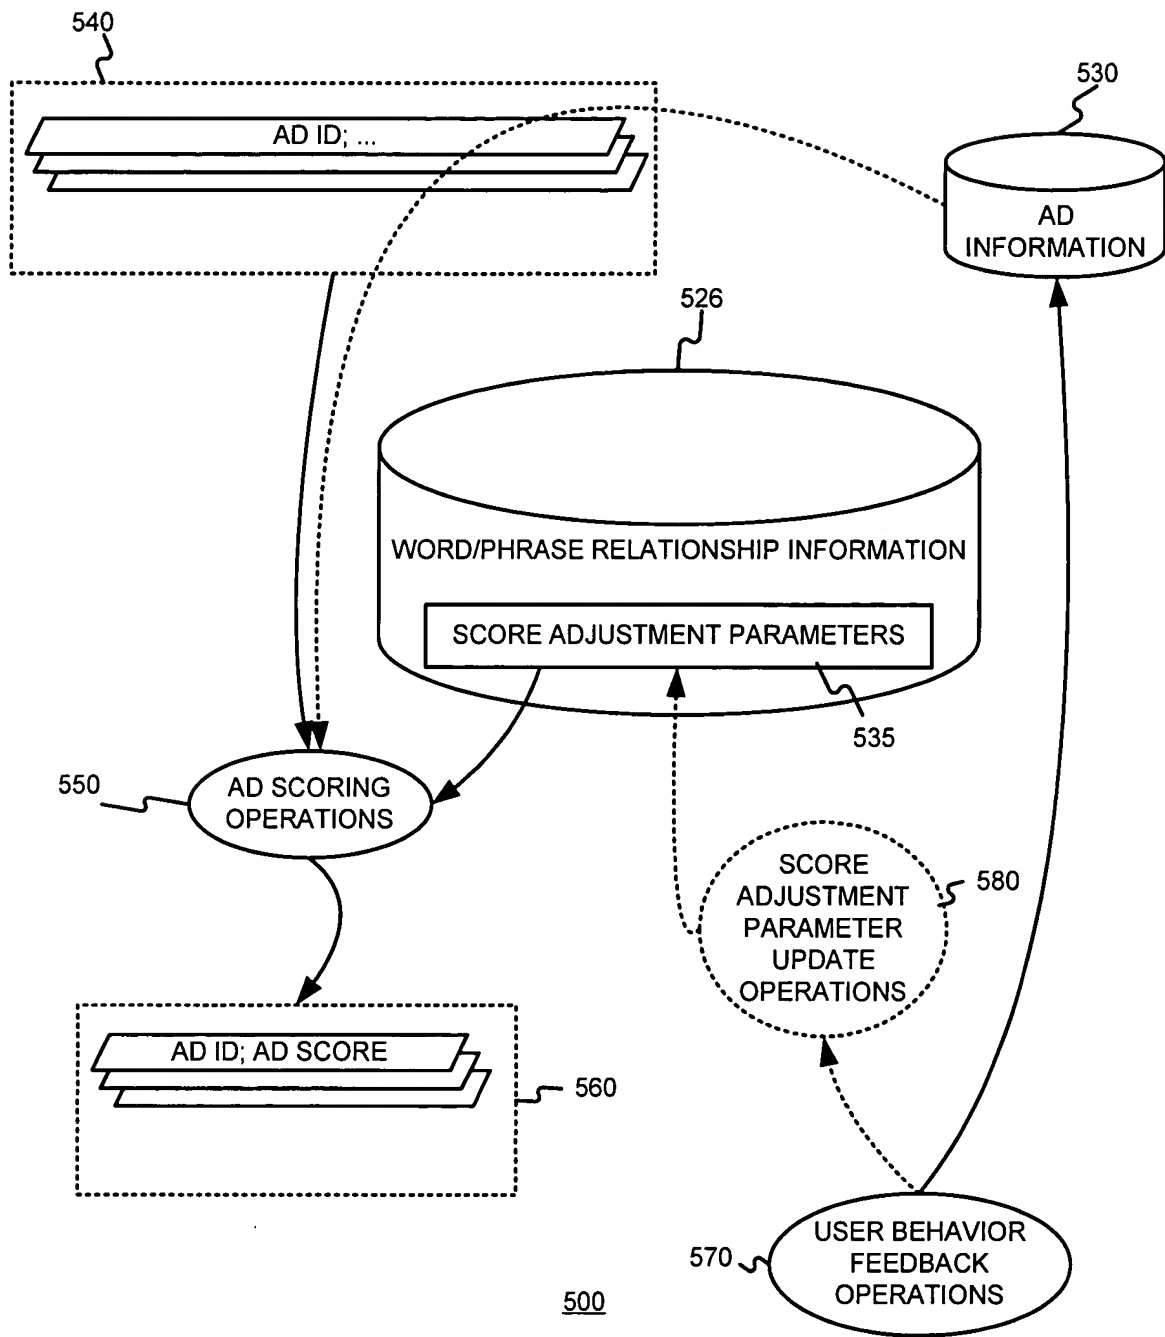 540
530
AD ID; ...
AD
INFORMATION
526
WORD/PHRASE RELATIONSHIP INFORMATION
SCORE ADJUSTMENT PARAMETERS
535
550
AD SCORING
OPERATIONS
SCORE
ADJUSTMENT
PARAMETER
UPDATE
OPERATIONS
580
AD ID; AD SCORE
560
570
USER BEHAVIOR
FEEDBACK
OPERATIONS
500